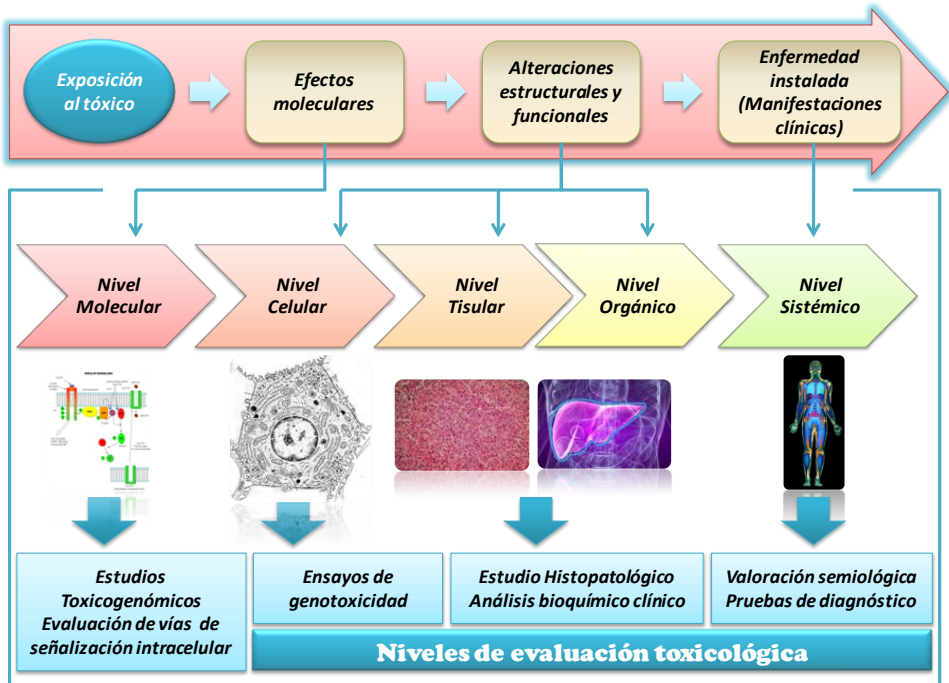 Exposición
al tóxico
Efectos
moleculares
Alteraciones
estructurales y
funcionales
Enfermedad
instalada
(Manifestaciones
clínicas)
Nivel
Molecular
Nivel
Celular
Nivel
Tisular
Nivel
Orgánico
Nivel
Sistémico
Estudios
Toxicogenómicos
Evaluación de vías de
señalización intracelular
Ensayos de
genotoxicidad
Estudio Histopatológico
Análisis bioquímico clínico
Valoración semiológica
Pruebas de diagnóstico
Niveles de evaluación toxicológica